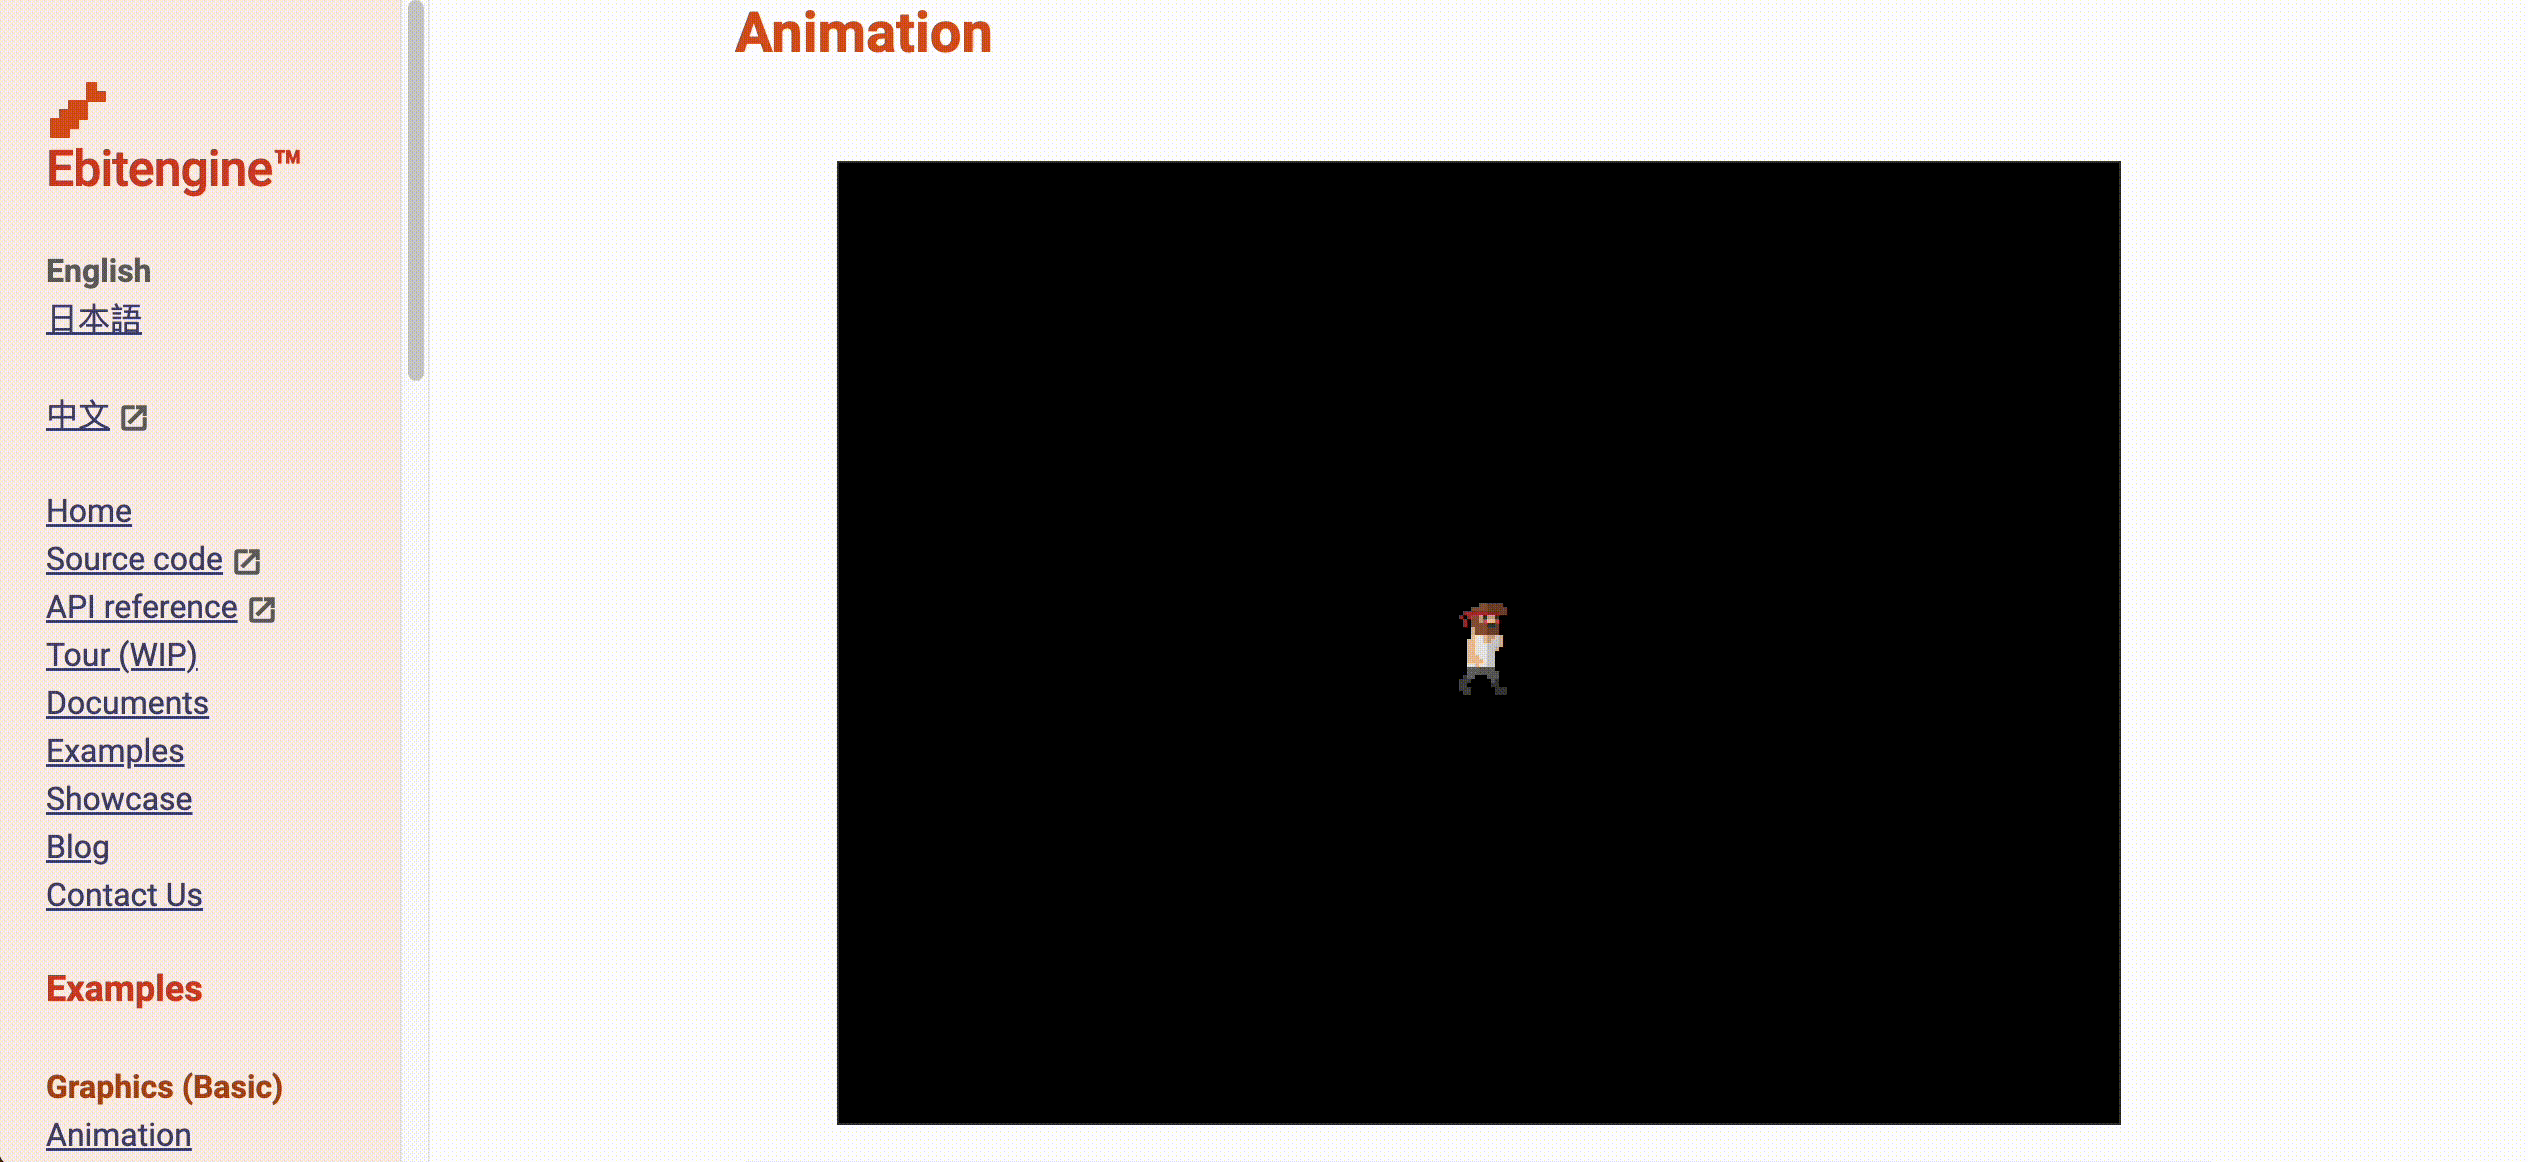 Ebitengine™
English
日本語
中文
Home
Source code
API reference
Tour (WIP)
Documents
Examples
Showcase
Blog
Contact Us
Examples
Graphics (Basic)
Animation
Animation